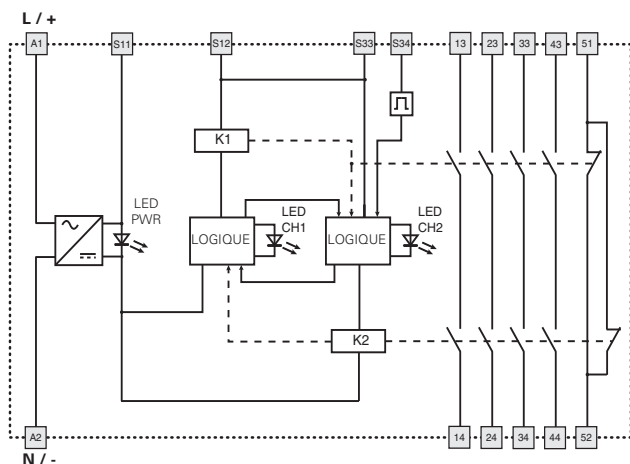 L / +
A1 S11 S12 S33 S34 13 23 33 43 51
K1
LED
PWR
LED
CH1
LED
CH2
LOGIQUE LOGIQUE
K2
A2 14 24 34 44 52
N / -